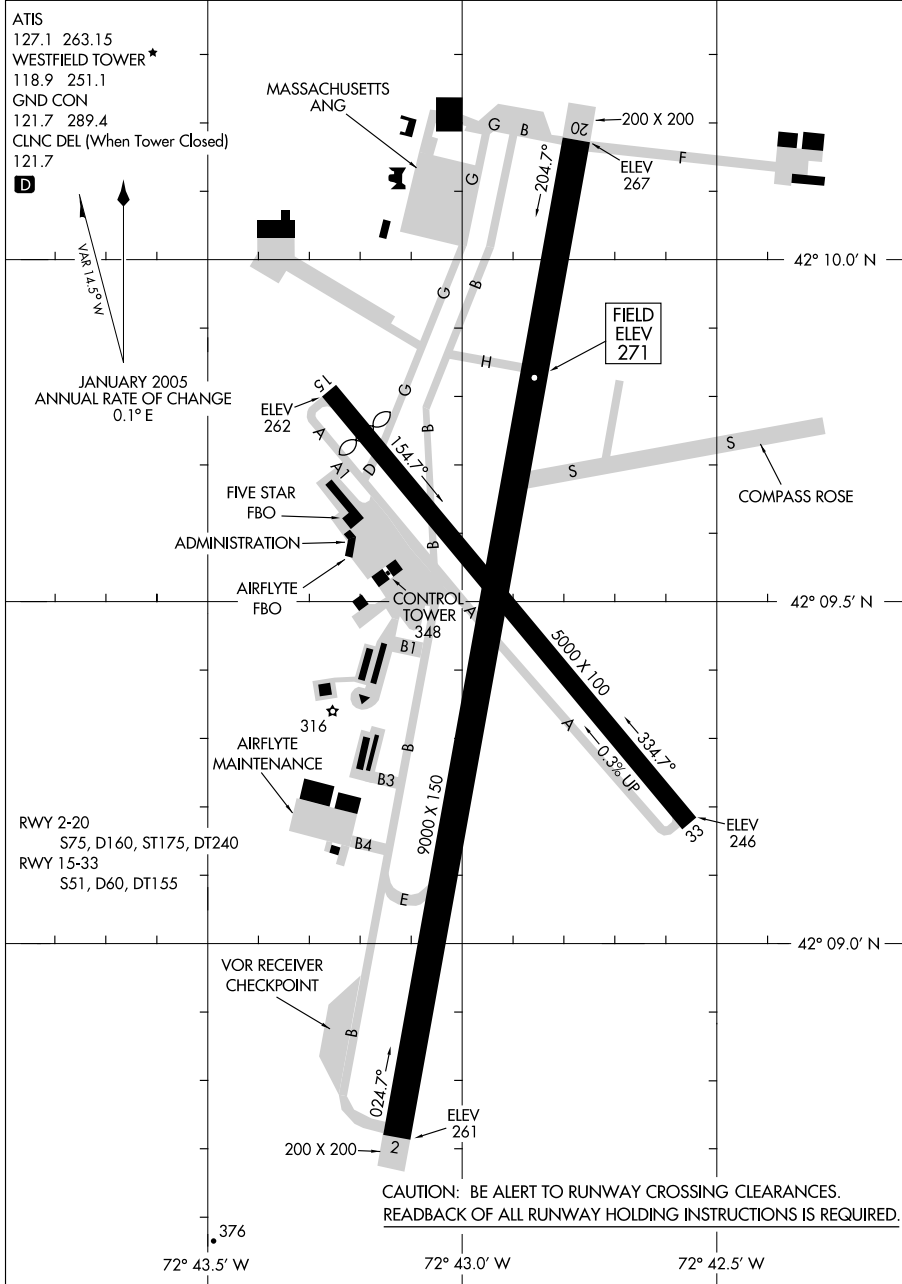 ATIS
127.1 263.15
WESTFIELD TOWER
118.9 251.1
GND CON
121.7 289.4
CLNC DEL (When Tower Closed)
121.7
D
VAR 14.5° W
JANUARY 2005
ANNUAL RATE OF CHANGE
0.1° E
MASSACHUSETTS
ANG
G
B
20
200 X 200
ELEV
267
F
204.7°
G
B
G
B
42° 10.0' N
FIELD
ELEV
271
H
G
15
ELEV
262
A
B
154.7°
A1
D
S
S
COMPASS ROSE
FIVE STAR
FBO
ADMINISTRATION
B
AIRFLYTE
FBO
CONTROL
TOWER
348
A
42° 09.5' N
B1
5000 X 100
316
A
334.7°
0.3% UP
B
AIRFLYTE
MAINTENANCE
B3
9000 X 150
33
ELEV
246
RWY 2-20
S75, D160, ST175, DT240
RWY 15-33
S51, D60, DT155
B4
E
42° 09.0' N
VOR RECEIVER
CHECKPOINT
B
024.7°
ELEV
261
200 X 200
2
CAUTION: BE ALERT TO RUNWAY CROSSING CLEARANCES.
READBACK OF ALL RUNWAY HOLDING INSTRUCTIONS IS REQUIRED.
376
72° 43.5' W
72° 43.0' W
72° 42.5' W